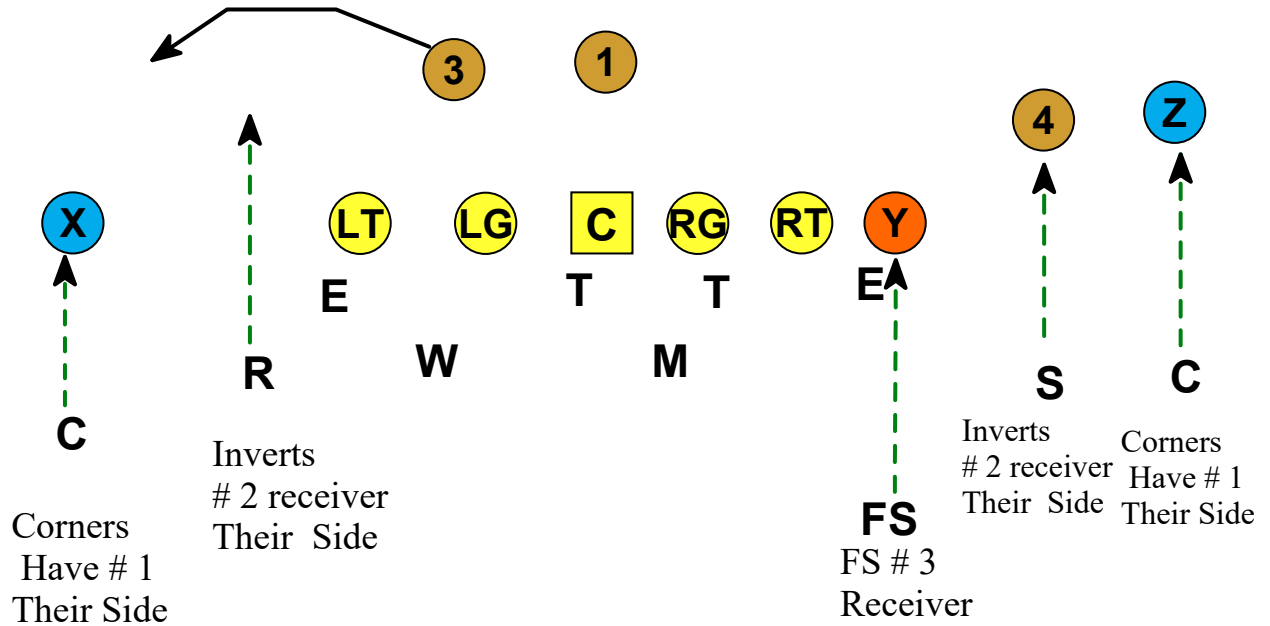 3
1
4
Z
X
LT
LG
C
RG
RT
Y
E
T
T
E
R
W
M
S
C
C
FS
Inverts
# 2 receiver
Their Side
Corners
Have # 1
Their Side
Inverts
# 2 receiver
Their Side
Corners
Have # 1
Their Side
FS # 3
Receiver